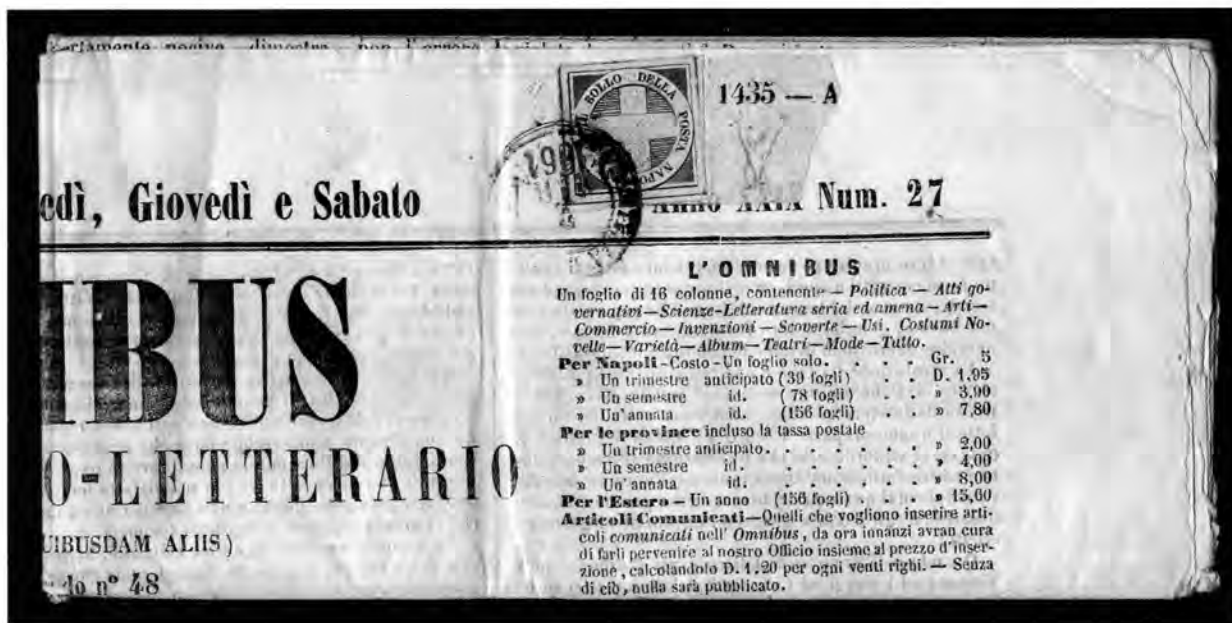 BOLLO DELLA POSTA NAPO
1435 — A
edì, Giovedì e Sabato
Anno XXIX Num. 27
IBUS
O-LETTERARIO
UIBUSDAM ALIIS)
do nº 48
L'OMNIBUS
Un foglio di 16 colonne, contenente — Politica — Atti go-
vernativi—Scienze-Letteratura seria ed amena—Arti—
Commercio—Invenzioni—Scoverte—Usi. Costumi No-
velle—Varietà—Album—Teatri—Mode—Tutto.
Per Napoli-Costo-Un foglio solo. . . . Gr. 5
» Un trimestre anticipato (39 fogli) . . D. 1.95
» Un semestre id. (78 fogli) . . » 3,90
» Un'annata id. (156 fogli) . . . » 7,80
Per le province incluso la tassa postale
» Un trimestre anticipato. . . . . . . » 2,00
» Un semestre id. . . . . . . » 4,00
» Un'annata id. . . . . . . » 8,00
Per l'Estero — Un anno (156 fogli) . . . » 15,60
Articoli Comunicati—Quelli che vogliono inserire arti-
coli comunicati nell' Omnibus, da ora innanzi avran cura
di farli pervenire al nostro Officio insieme al prezzo d'inser-
zione, calcolandolo D. 1.20 per ogni venti righi. — Senza
di ciò, nulla sarà pubblicato.